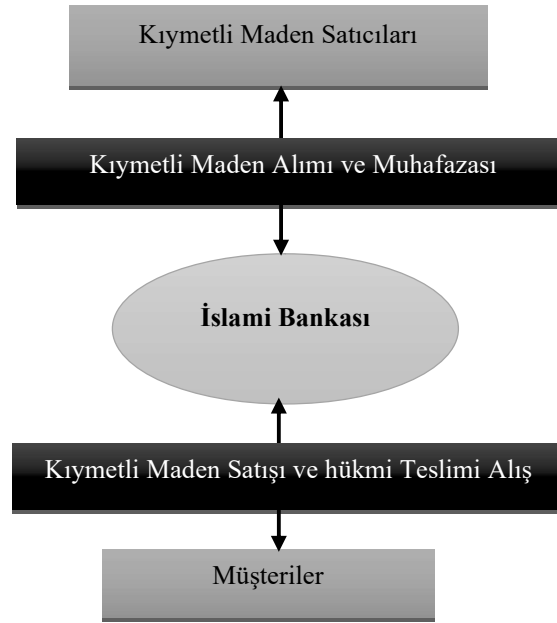 Kıymetli Maden Satıcıları
Kıymetli Maden Alımı ve Muhafazası
İslami Bankası
Kıymetli Maden Satışı ve hükmi Teslimi Alış
Müşteriler